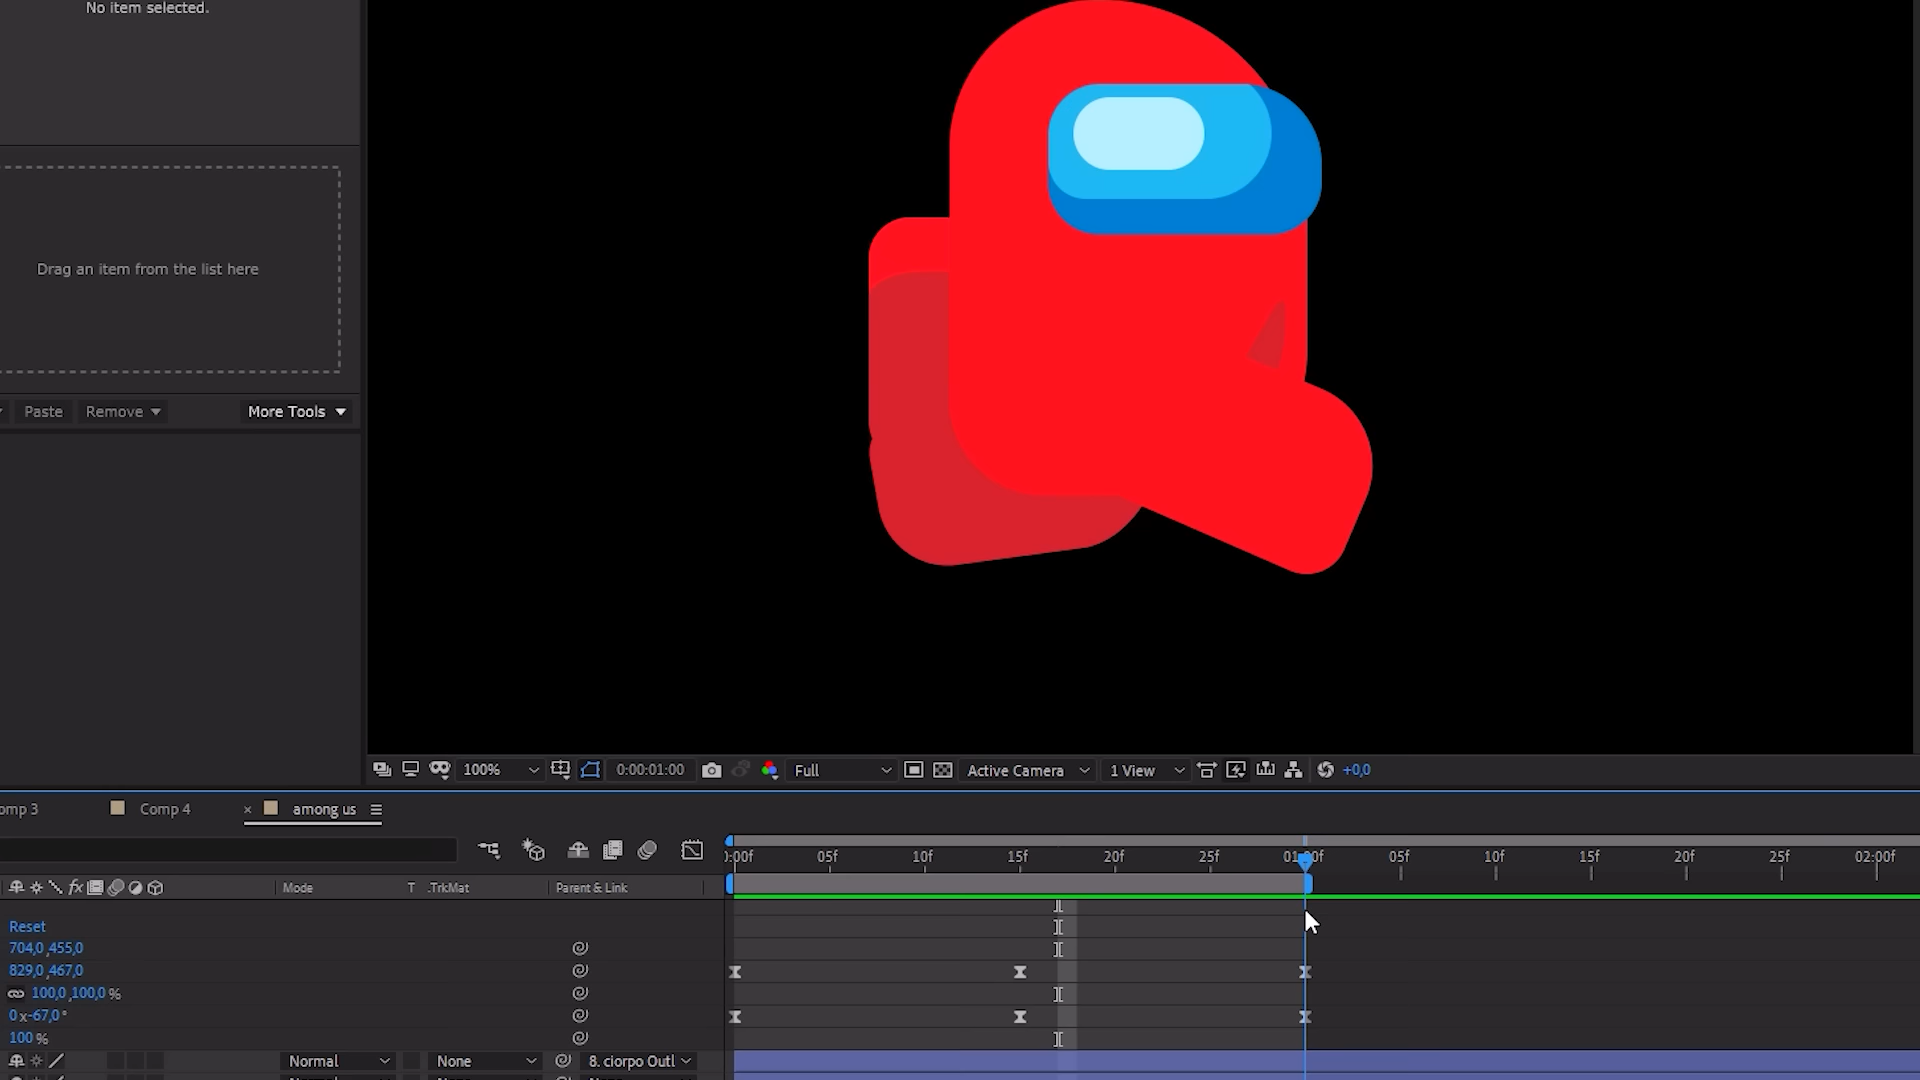 No item selected.
Drag an item from the list here
Paste Remove More Tools
100% 0:00:01:00 Full Active Camera 1 View +0,0
omp 3 Comp 4 × among us
):00f 05f 10f 15f 20f 25f 01:00f 05f 10f 15f 20f 25f 02:00f
fx Mode T .TrkMat Parent & Link
Reset
704,0,455,0
829,0,467,0
100,0,100,0 %
0x-67,0°
100%
Normal None 8. ciorpo Outl